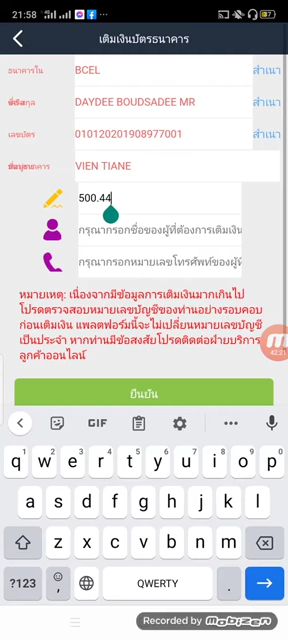 21:58
เติมเงินบัตรธนาคาร
ธนาคารใน BCEL สำเนา
DAYDEE BOUDSADEE MR สำเนา
เลขบัตร 010120201908977001 สำเนา
VIEN TIANE
500.44
กรุณากรอกชื่อของผู้ที่ต้องการเติมเงิน
กรุณากรอกหมายเลขโทรศัพท์ของผู้ที่
หมายเหตุ: เนื่องจากมีข้อมูลการเติมเงินมากเกินไป
โปรดตรวจสอบหมายเลขบัญชีของท่านอย่างรอบคอบ
ก่อนเติมเงิน แพลตฟอร์มนี้จะไม่เปลี่ยนหมายเลขบัญชี
เป็นประจำ หากท่านมีข้อสงสัยโปรดติดต่อฝ่ายบริการ
ลูกค้าออนไลน์
42:21
ยืนยัน
GIF
q w e r t y u i o p
a s d f g h j k l
z x c v b n m
?123 , QWERTY .
Recorded by Mobizen